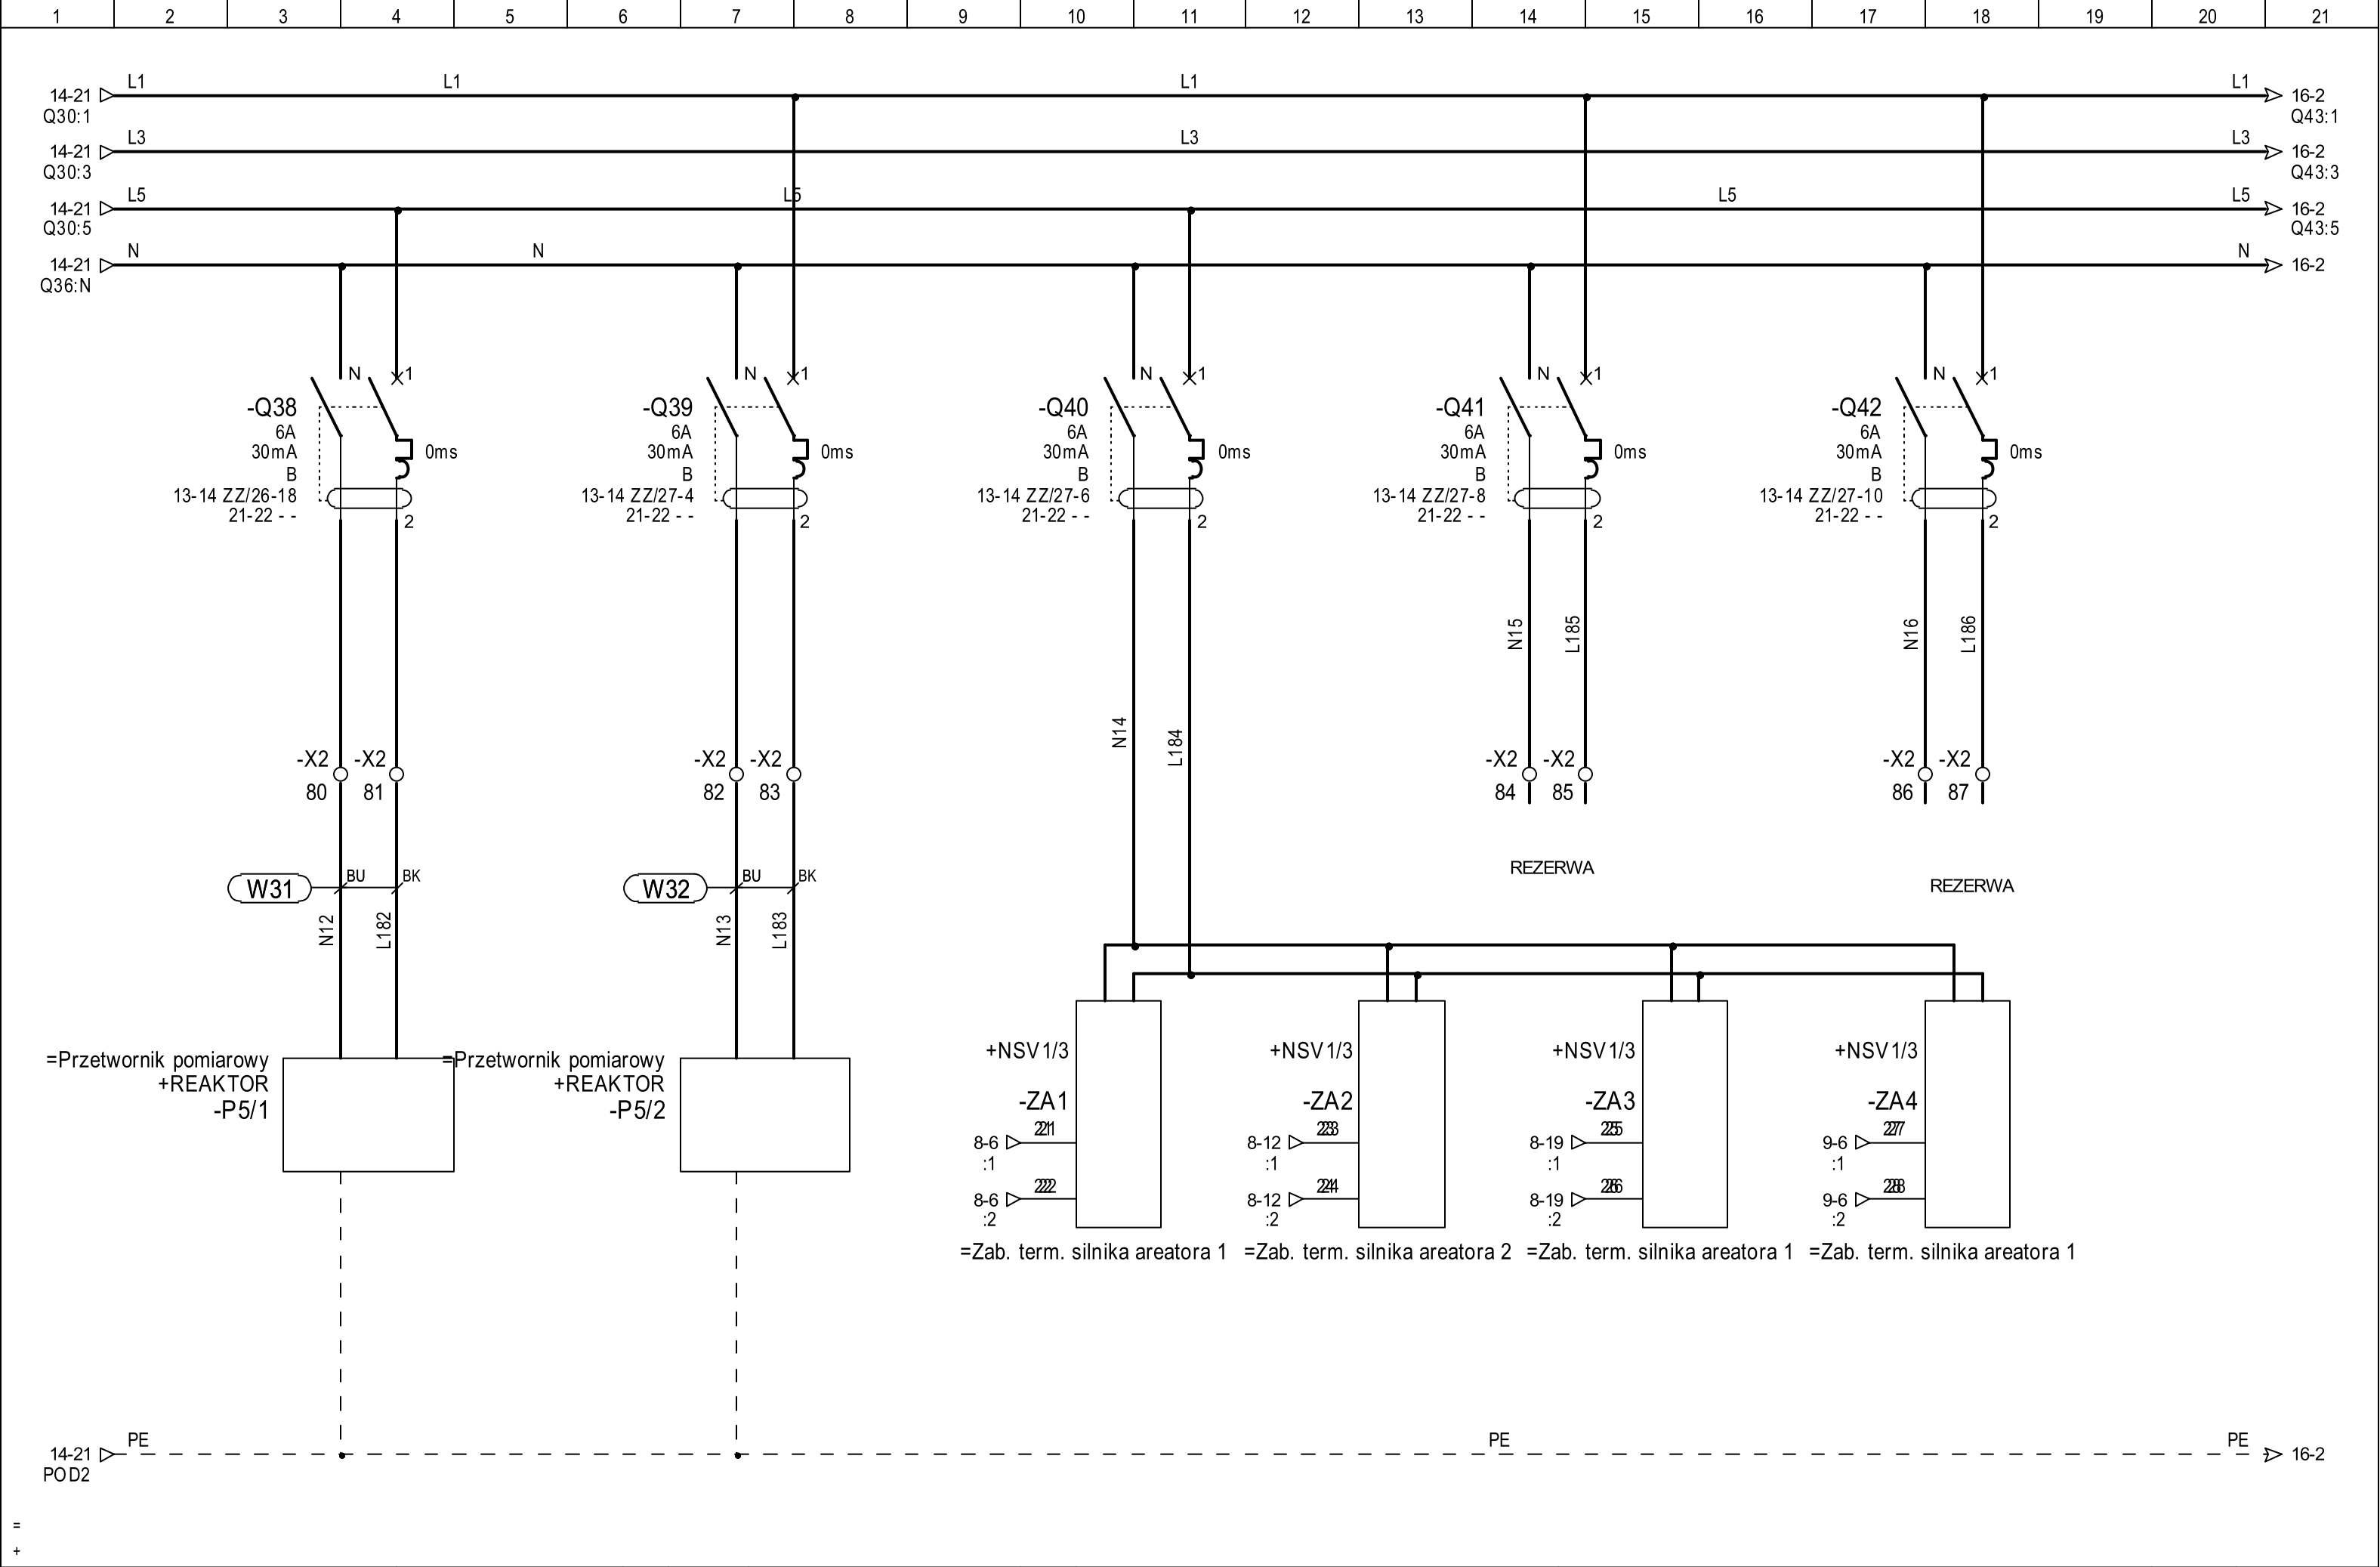 1 2 3 4 5 6 7 8 9 10 11 12 13 14 15 16 17 18 19 20 21
L1 L1 L1 L1
14-21 16-2
Q30:1 Q43:1
L3 L3 L3
14-21 16-2
Q30:3 Q43:3
L5 L5 L5 L5
14-21 16-2
Q30:5 Q43:5
N N N
14-21 16-2
Q36:N
N 1 N 1 N 1 N 1 N 1
-Q38 -Q39 -Q40 -Q41 -Q42
6A 6A 6A 6A 6A
30mA 0ms 30mA 0ms 30mA 0ms 30mA 0ms 30mA 0ms
B B B B B
13-14 ZZ/26-18 13-14 ZZ/27-4 13-14 ZZ/27-6 13-14 ZZ/27-8 13-14 ZZ/27-10
21-22 - - 21-22 - - 21-22 - - 21-22 - - 21-22 - -
2 2 2 2 2
N15 L185 N16 L186
N14 L184
-X2 -X2 -X2 -X2 -X2 -X2 -X2 -X2
80 81 82 83 84 85 86 87
REZERWA
REZERWA
W31 BU BK W32 BU BK
N12 L182 N13 L183
=Przetwornik pomiarowy =Przetwornik pomiarowy
+REAKTOR +REAKTOR
-P5/1 -P5/2
+NSV1/3 +NSV1/3 +NSV1/3 +NSV1/3
-ZA1 -ZA2 -ZA3 -ZA4
8-6 21 8-12 23 8-19 25 9-6 27
:1 :1 :1 :1
8-6 22 8-12 24 8-19 26 9-6 28
:2 :2 :2 :2
=Zab. term. silnika areatora 1 =Zab. term. silnika areatora 2 =Zab. term. silnika areatora 1 =Zab. term. silnika areatora 1
PE PE PE
14-21 16-2
POD2
=
+